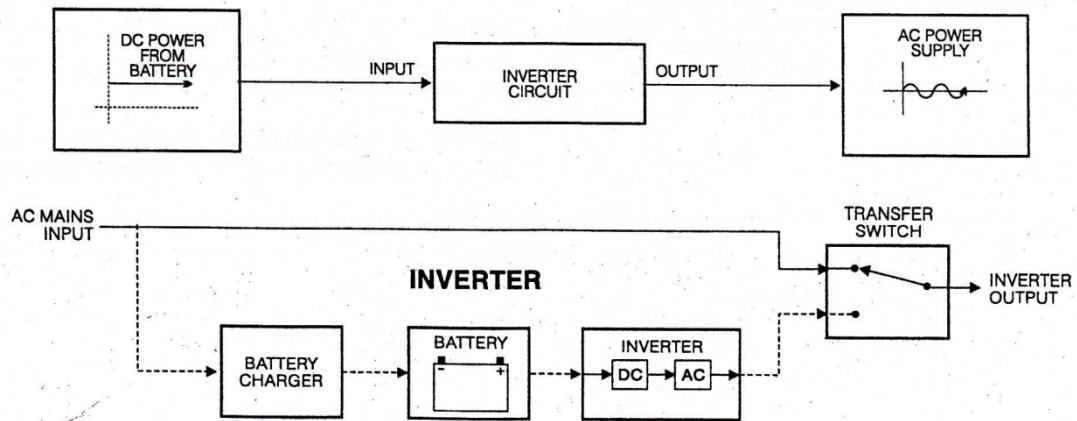 DC POWER
FROM
BATTERY
INPUT
INVERTER
CIRCUIT
OUTPUT
AC POWER
SUPPLY
AC MAINS
INPUT
TRANSFER
SWITCH
INVERTER
INVERTER
OUTPUT
BATTERY
CHARGER
BATTERY
- +
INVERTER
DC AC